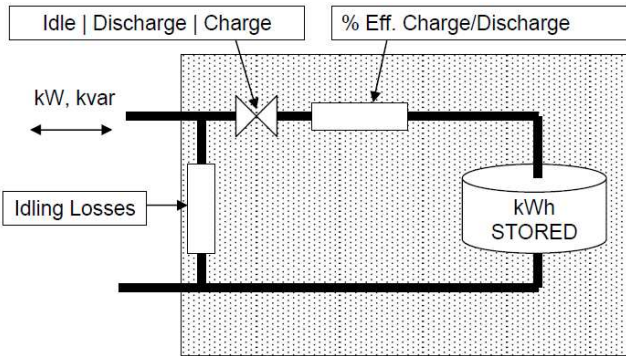 Idle | Discharge | Charge
% Eff. Charge/Discharge
kW, kvar
Idling Losses
kWh
STORED